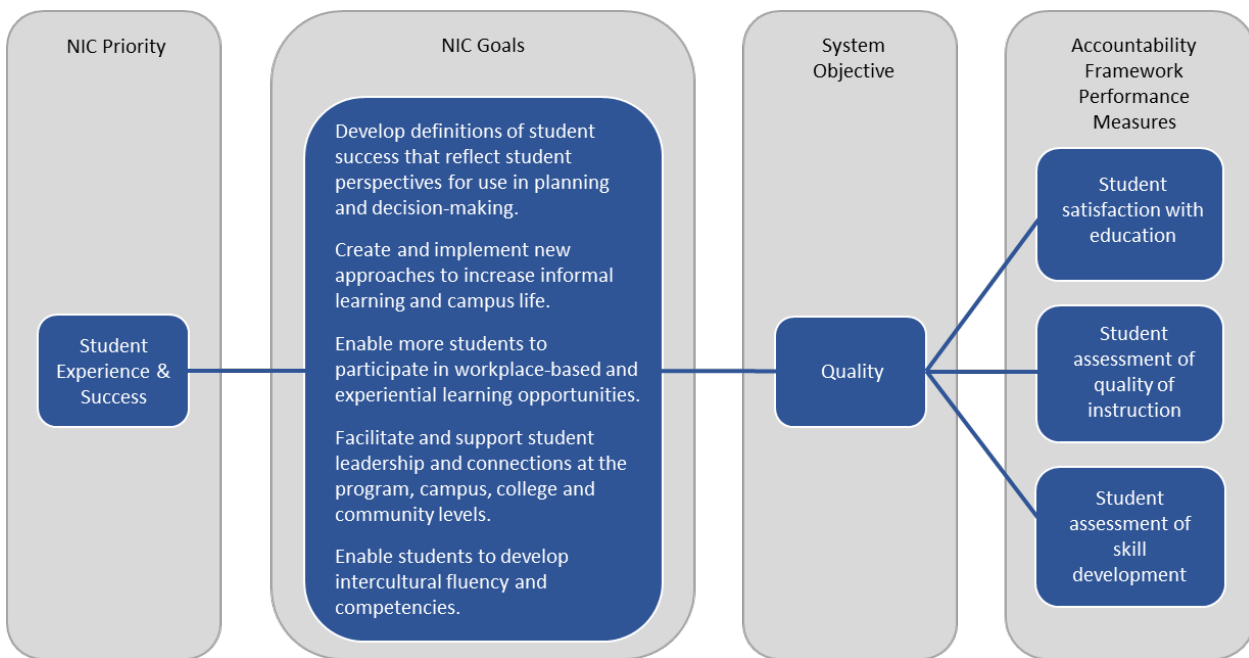 NIC Priority
Student
Experience &
Success
NIC Goals
Develop definitions of student
success that reflect student
perspectives for use in planning
and decision-making.
Create and implement new
approaches to increase informal
learning and campus life.
Enable more students to
participate in workplace-based and
experiential learning opportunities.
Facilitate and support student
leadership and connections at the
program, campus, college and
community levels.
Enable students to develop
intercultural fluency and
competencies.
System
Objective
Quality
Accountability
Framework
Performance
Measures
Student
satisfaction with
education
Student
assessment of
quality of
instruction
Student
assessment of
skill
development